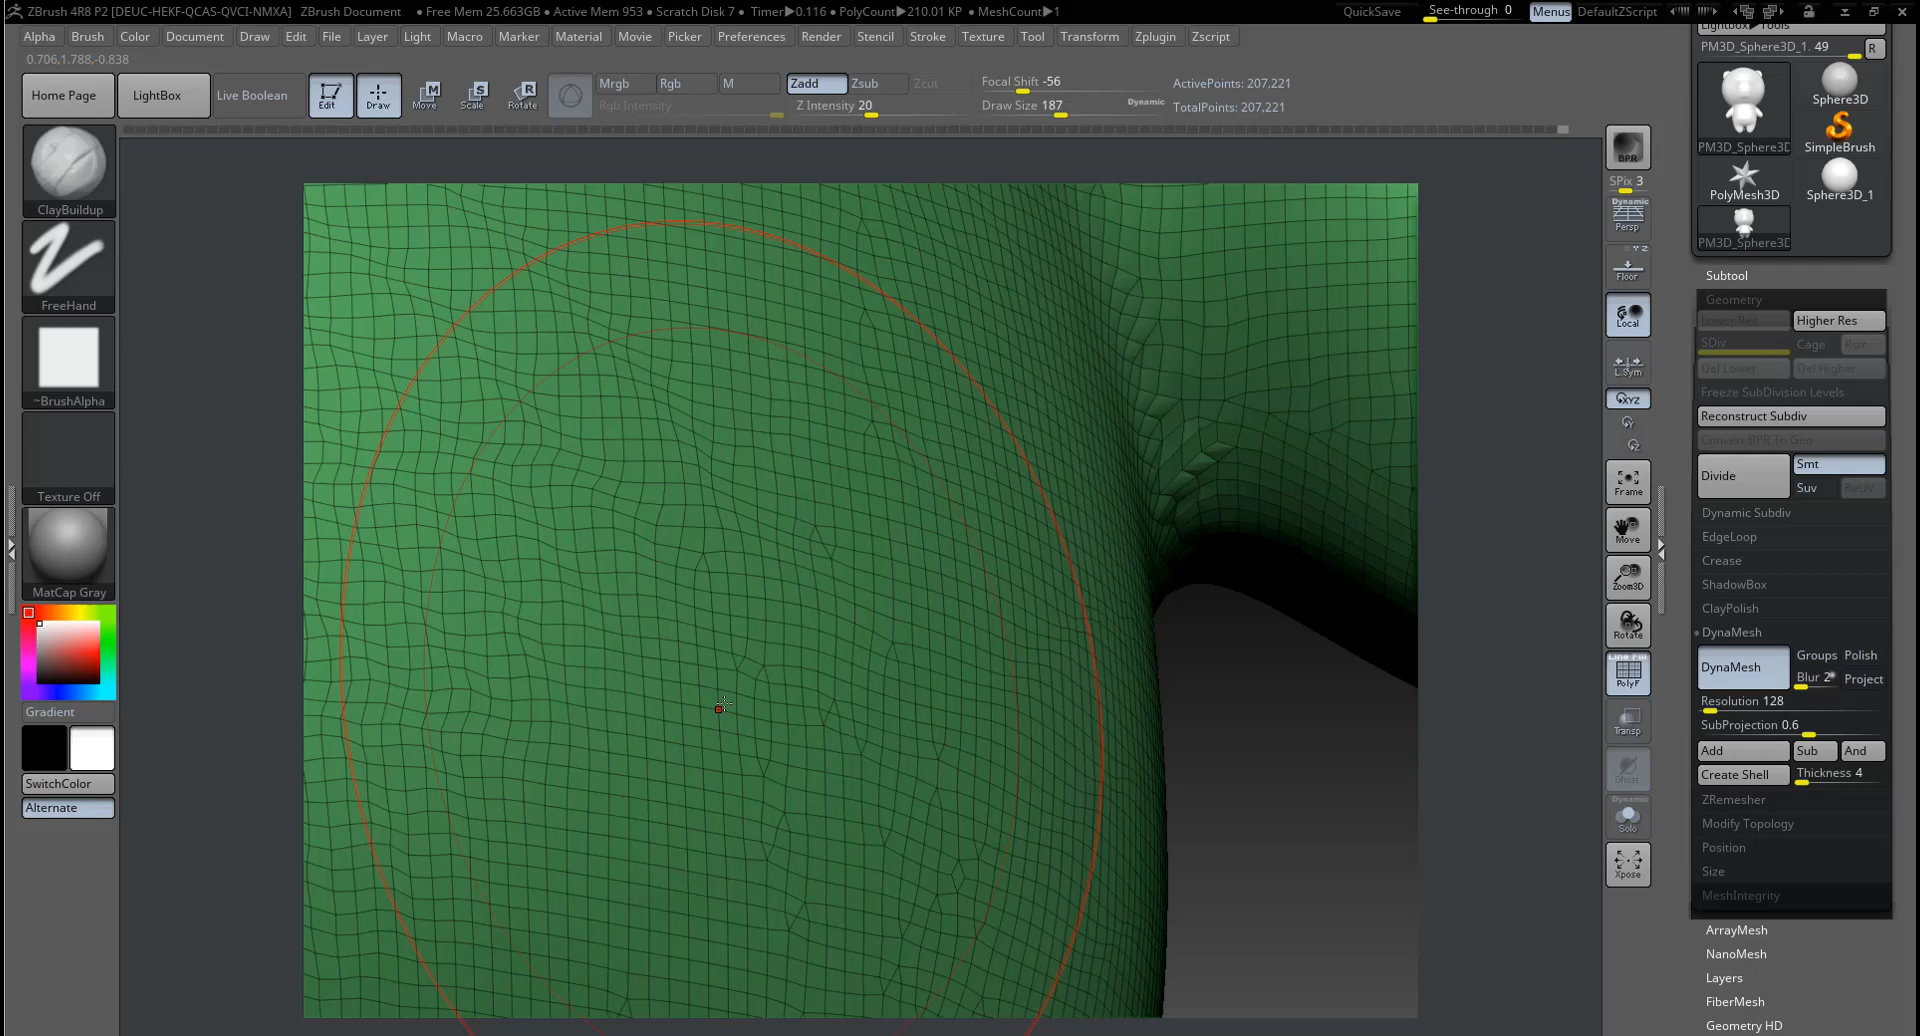 ZBrush 4R8 P2 [DEUC-HEKF-QCAS-QVCI-NMXA] ZBrush Document • Free Mem 25.663GB • Active Mem 953 • Scratch Disk 7 • Timer▶0.116 • PolyCount▶210.01 KP • MeshCount▶1 QuickSave See-through 0 Menus DefaultZScript
Alpha Brush Color Document Draw Edit File Layer Light Macro Marker Material Movie Picker Preferences Render Stencil Stroke Texture Tool Transform Zplugin Zscript
0.706,1.788,-0.838
Home Page
LightBox
Live Boolean
Edit
Draw
Move
Scale
Rotate
Mrgb Rgb M
Rgb Intensity
Zadd Zsub Zcut
Z Intensity 20
Focal Shift -56
Draw Size 187
Dynamic
ActivePoints: 207,221
TotalPoints: 207,221
ClayBuildup
FreeHand
~BrushAlpha
Texture Off
MatCap Gray
Gradient
SwitchColor
Alternate
BPR
SPix 3
Dynamic
Persp
Floor
Local
L.Sym
XYZ
Frame
Move
Zoom3D
Rotate
Line Fill
PolyF
Transp
Ghost
Dynamic
Solo
Xpose
Lightbox▶Tools
PM3D_Sphere3D_1. 49 R
PM3D_Sphere3D
Sphere3D
SimpleBrush
PolyMesh3D
Sphere3D_1
PM3D_Sphere3D
Subtool
Geometry
Lower Res Higher Res
SDiv Cage Rstr
Del Lower Del Higher
Freeze SubDivision Levels
Reconstruct Subdiv
Convert BPR To Geo
Divide Smt
Suv ReUV
Dynamic Subdiv
EdgeLoop
Crease
ShadowBox
ClayPolish
DynaMesh
DynaMesh Groups Polish
Blur 2 Project
Resolution 128
SubProjection 0.6
Add Sub And
Create Shell Thickness 4
ZRemesher
Modify Topology
Position
Size
MeshIntegrity
ArrayMesh
NanoMesh
Layers
FiberMesh
Geometry HD